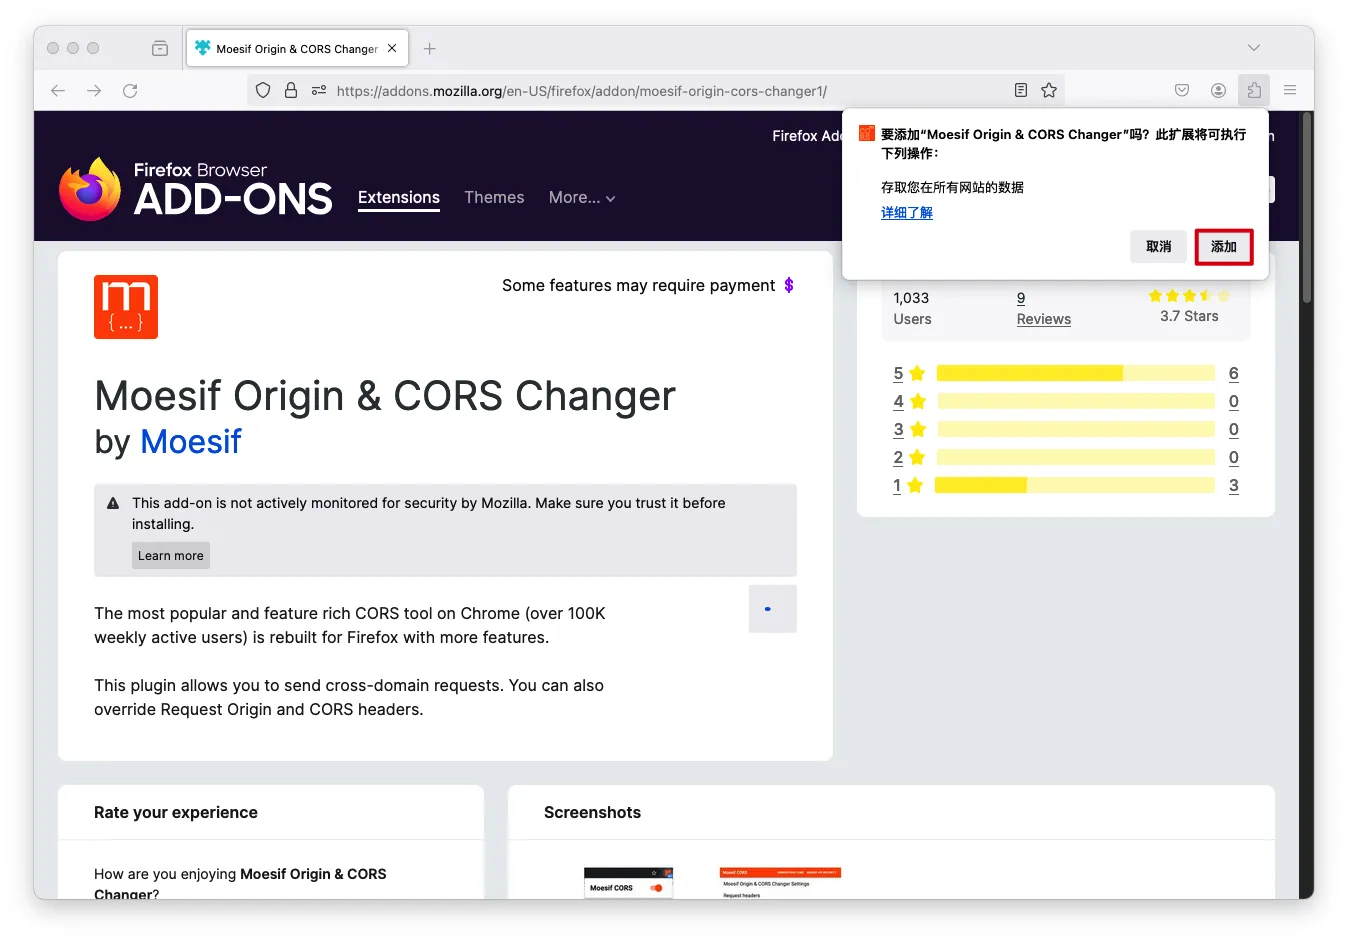 Moesif Origin & CORS Changer
https://addons.mozilla.org/en-US/firefox/addon/moesif-origin-cors-changer1/
Firefox Ad
要添加“Moesif Origin & CORS Changer”吗？此扩展将可执行
下列操作：
存取您在所有网站的数据
详细了解
取消
添加
Firefox Browser
ADD-ONS
Extensions
Themes
More...
m
{...}
Some features may require payment $
Moesif Origin & CORS Changer
by Moesif
This add-on is not actively monitored for security by Mozilla. Make sure you trust it before
installing.
Learn more
The most popular and feature rich CORS tool on Chrome (over 100K
weekly active users) is rebuilt for Firefox with more features.
This plugin allows you to send cross-domain requests. You can also
override Request Origin and CORS headers.
1,033
Users
9
Reviews
3.7 Stars
5 6
4 0
3 0
2 0
1 3
Rate your experience
How are you enjoying Moesif Origin & CORS
Changer?
Screenshots
Moesif CORS
Moesif CORS
Moesif Origin & CORS Changer Settings
Request headers